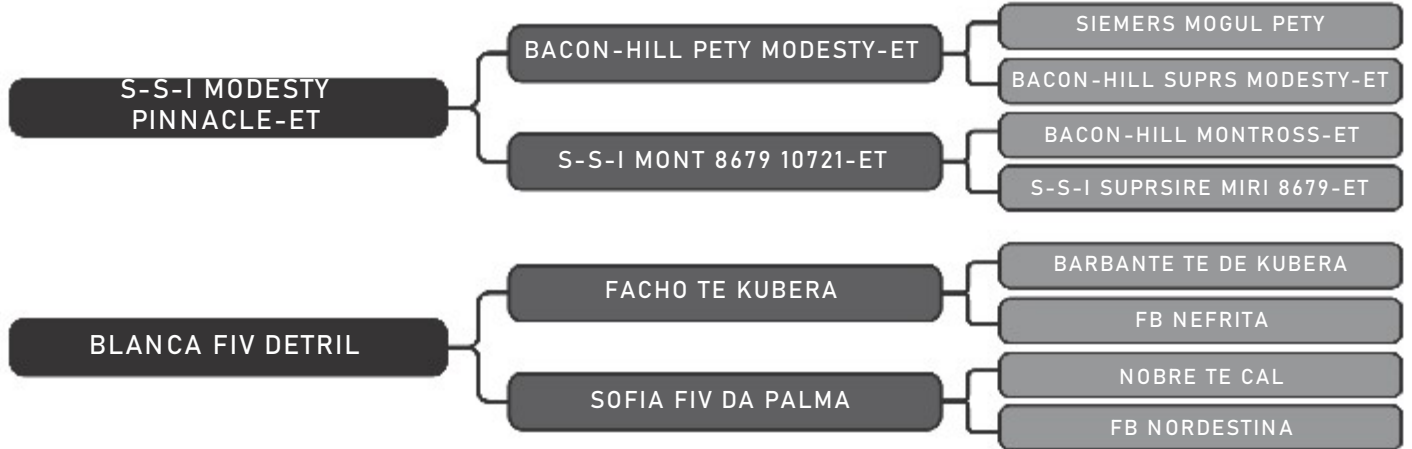 S-S-I MODESTY
PINNACLE-ET
BACON-HILL PETY MODESTY-ET
SIEMERS MOGUL PETY
BACON-HILL SUPRS MODESTY-ET
S-S-I MONT 8679 10721-ET
BACON-HILL MONTROSS-ET
S-S-I SUPRSIRE MIRI 8679-ET
BLANCA FIV DETRIL
FACHO TE KUBERA
BARBANTE TE DE KUBERA
FB NEFRITA
SOFIA FIV DA PALMA
NOBRE TE CAL
FB NORDESTINA